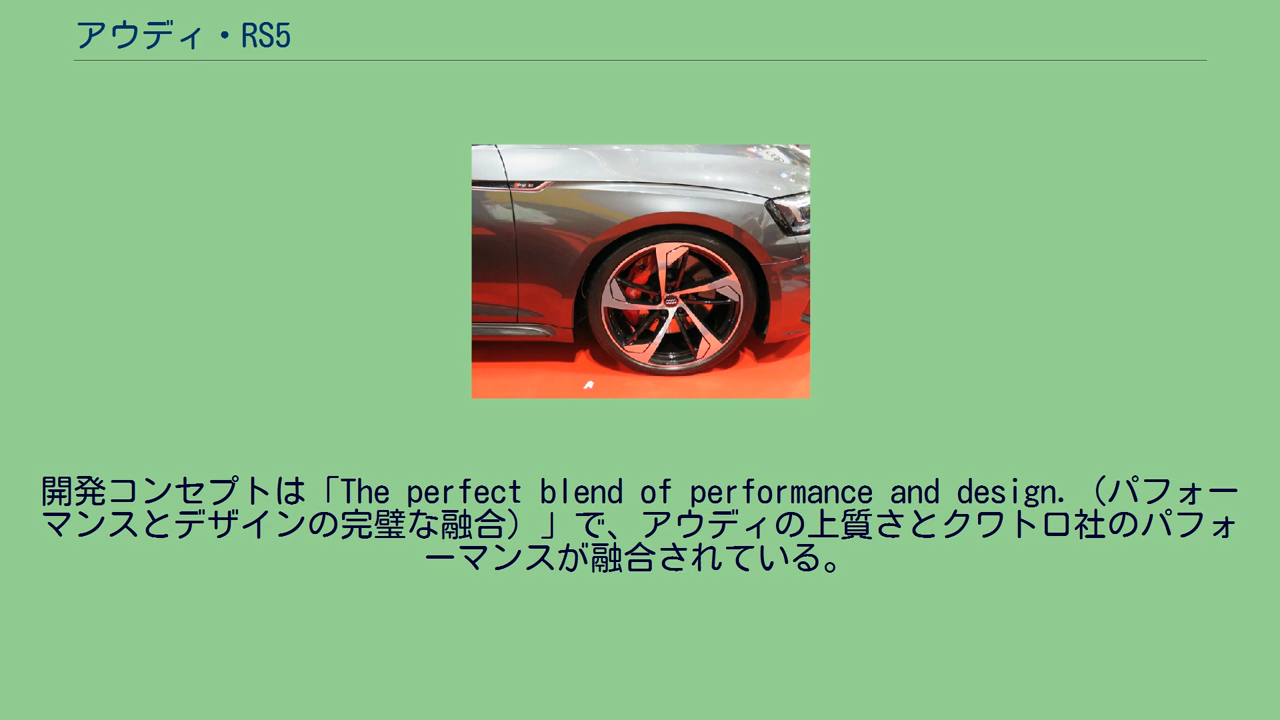 アウディ・RS5
開発コンセプトは「The perfect blend of performance and design.（パフォー
マンスとデザインの完璧な融合）」で、アウディの上質さとクワトロ社のパフォ
ーマンスが融合されている。